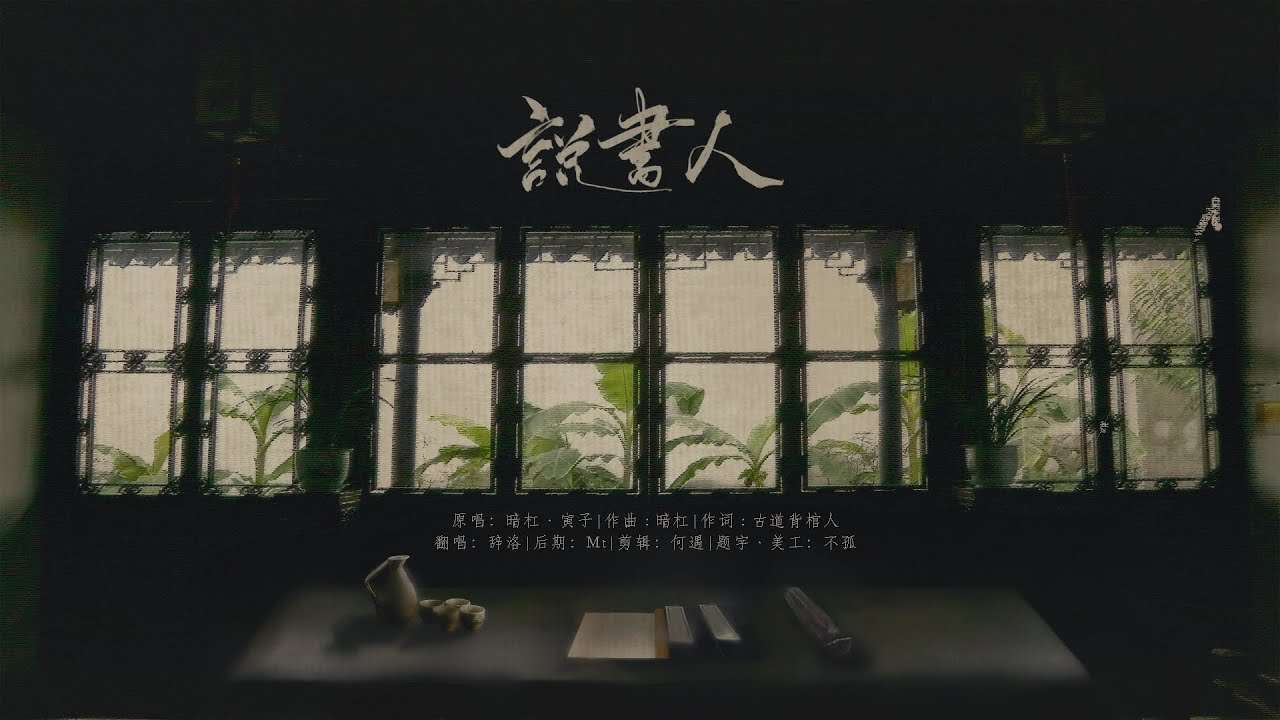 説書人
原唱：暗杠·寅子|作曲：暗杠|作词：古道背棺人
翻唱：辞洛|后期：Mt|剪辑：何遇|题字·美工：不孤